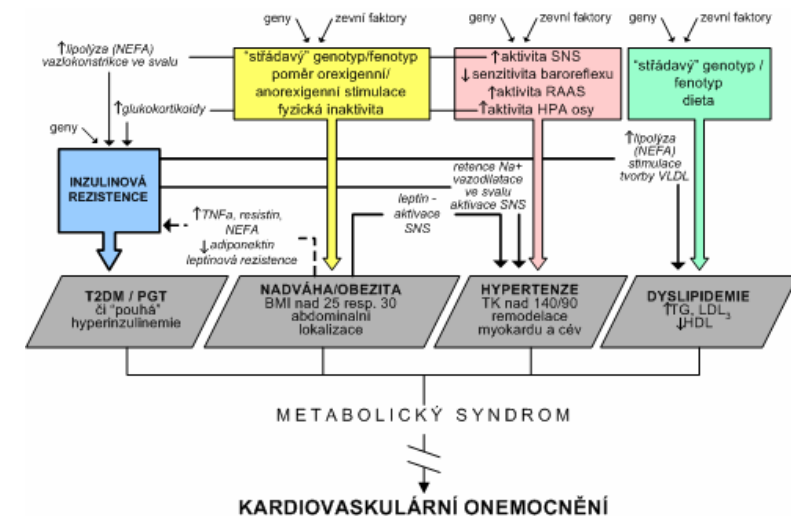 geny
zevní faktory
geny
zevní faktory
geny
zevní faktory
↑lipolýza (NEFA)
vazlokonstrikce ve svalu
↑glukokortikoidy
geny
"střádavý" genotyp/fenotyp
poměr orexigenní/
anorexigenní stimulace
fyzická inaktivita
↑aktivita SNS
↓senzitivita baroreflexu
↑aktivita RAAS
↑aktivita HPA osy
"střádavý" genotyp /
fenotyp
dieta
INZULINOVÁ
REZISTENCE
↑TNFa, resistin,
NEFA
↓adiponektin
leptinová rezistence
leptin -
aktivace
SNS
retence Na+
vazodilatace
ve svalu
aktivace SNS
↑lipolýza
(NEFA)
stimulace
tvorby VLDL
T2DM / PGT
či "pouhá"
hyperinzulinemie
NADVÁHA/OBEZITA
BMI nad 25 resp. 30
abdominalni
lokalizace
HYPERTENZE
TK nad 140/90
remodelace
myokardu a cév
DYSLIPIDEMIE
↑TG, LDL3
↓HDL
METABOLICKÝ SYNDROM
KARDIOVASKULÁRNÍ ONEMOCNĚNÍ